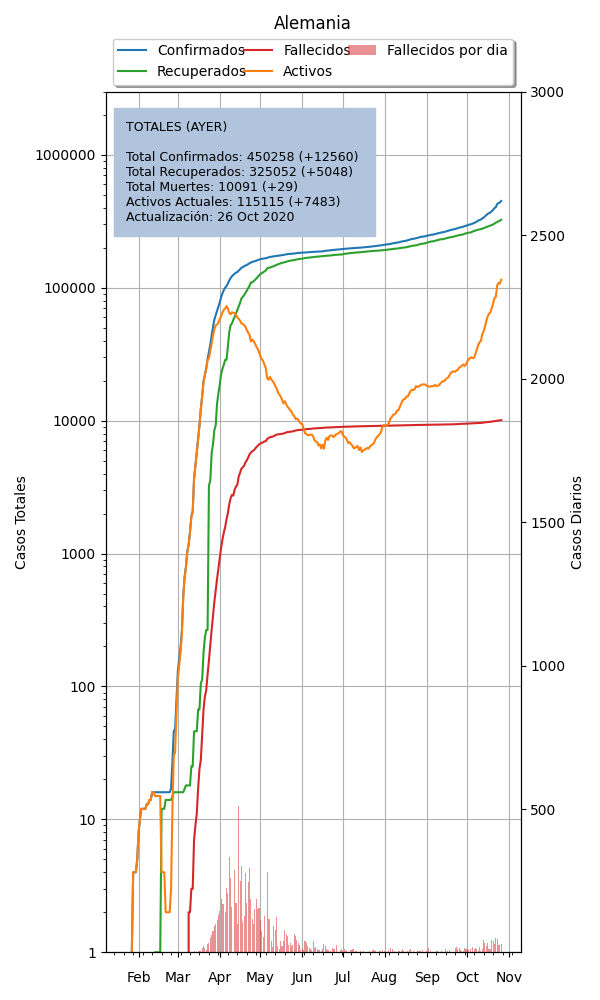 Alemania
Confirmados Fallecidos Fallecidos por dia
Recuperados Activos
TOTALES (AYER)
Total Confirmados: 450258 (+12560)
Total Recuperados: 325052 (+5048)
Total Muertes: 10091 (+29)
Activos Actuales: 115115 (+7483)
Actualización: 26 Oct 2020
Casos Totales
1000000
100000
10000
1000
100
10
1
3000
2500
2000
1500
1000
500
Casos Diarios
Feb Mar Apr May Jun Jul Aug Sep Oct Nov